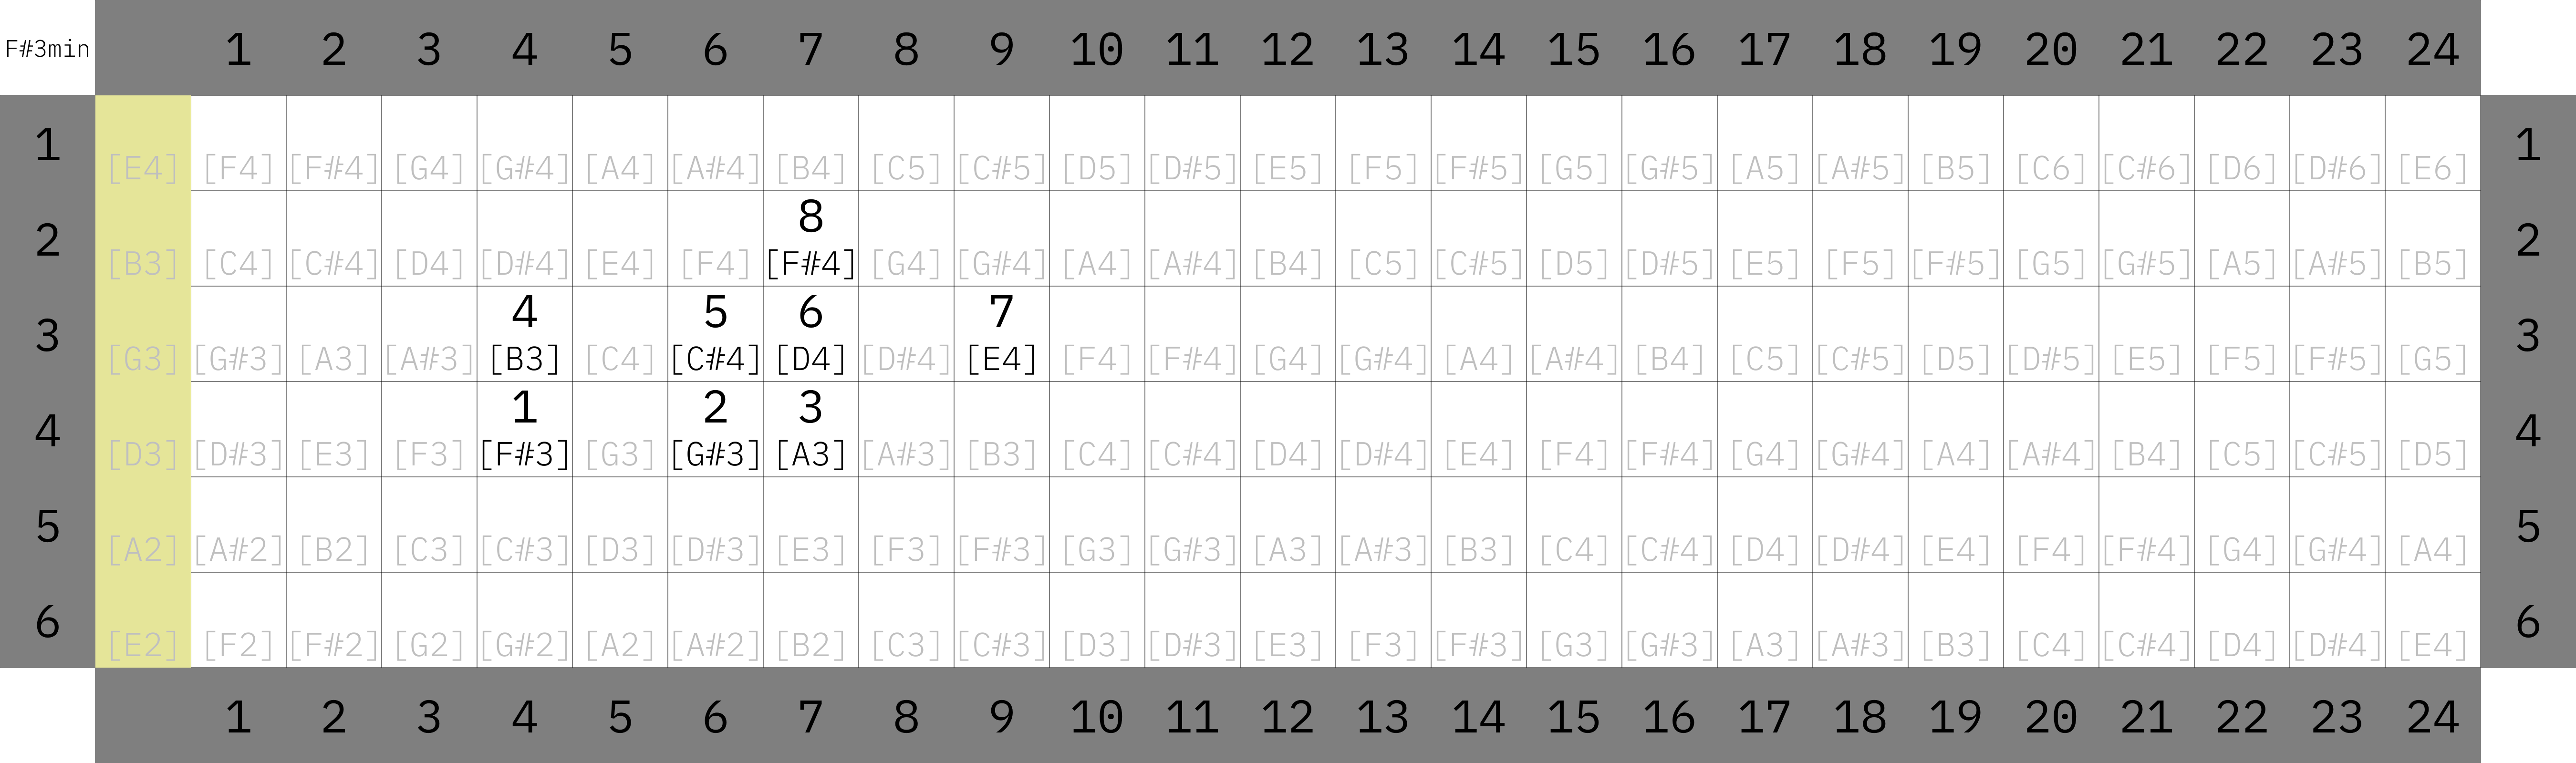 F#3min 1 2 3 4 5 6 7 8 9 10 11 12 13 14 15 16 17 18 19 20 21 22 23 24
1 [E4] [F4] [F#4] [G4] [G#4] [A4] [A#4] [B4] [C5] [C#5] [D5] [D#5] [E5] [F5] [F#5] [G5] [G#5] [A5] [A#5] [B5] [C6] [C#6] [D6] [D#6] [E6] 1
8
2 [B3] [C4] [C#4] [D4] [D#4] [E4] [F4] [F#4] [G4] [G#4] [A4] [A#4] [B4] [C5] [C#5] [D5] [D#5] [E5] [F5] [F#5] [G5] [G#5] [A5] [A#5] [B5] 2
4 5 6 7
3 [G3] [G#3] [A3] [A#3] [B3] [C4] [C#4] [D4] [D#4] [E4] [F4] [F#4] [G4] [G#4] [A4] [A#4] [B4] [C5] [C#5] [D5] [D#5] [E5] [F5] [F#5] [G5] 3
1 2 3
4 [D3] [D#3] [E3] [F3] [F#3] [G3] [G#3] [A3] [A#3] [B3] [C4] [C#4] [D4] [D#4] [E4] [F4] [F#4] [G4] [G#4] [A4] [A#4] [B4] [C5] [C#5] [D5] 4
5 [A2] [A#2] [B2] [C3] [C#3] [D3] [D#3] [E3] [F3] [F#3] [G3] [G#3] [A3] [A#3] [B3] [C4] [C#4] [D4] [D#4] [E4] [F4] [F#4] [G4] [G#4] [A4] 5
6 [E2] [F2] [F#2] [G2] [G#2] [A2] [A#2] [B2] [C3] [C#3] [D3] [D#3] [E3] [F3] [F#3] [G3] [G#3] [A3] [A#3] [B3] [C4] [C#4] [D4] [D#4] [E4] 6
1 2 3 4 5 6 7 8 9 10 11 12 13 14 15 16 17 18 19 20 21 22 23 24